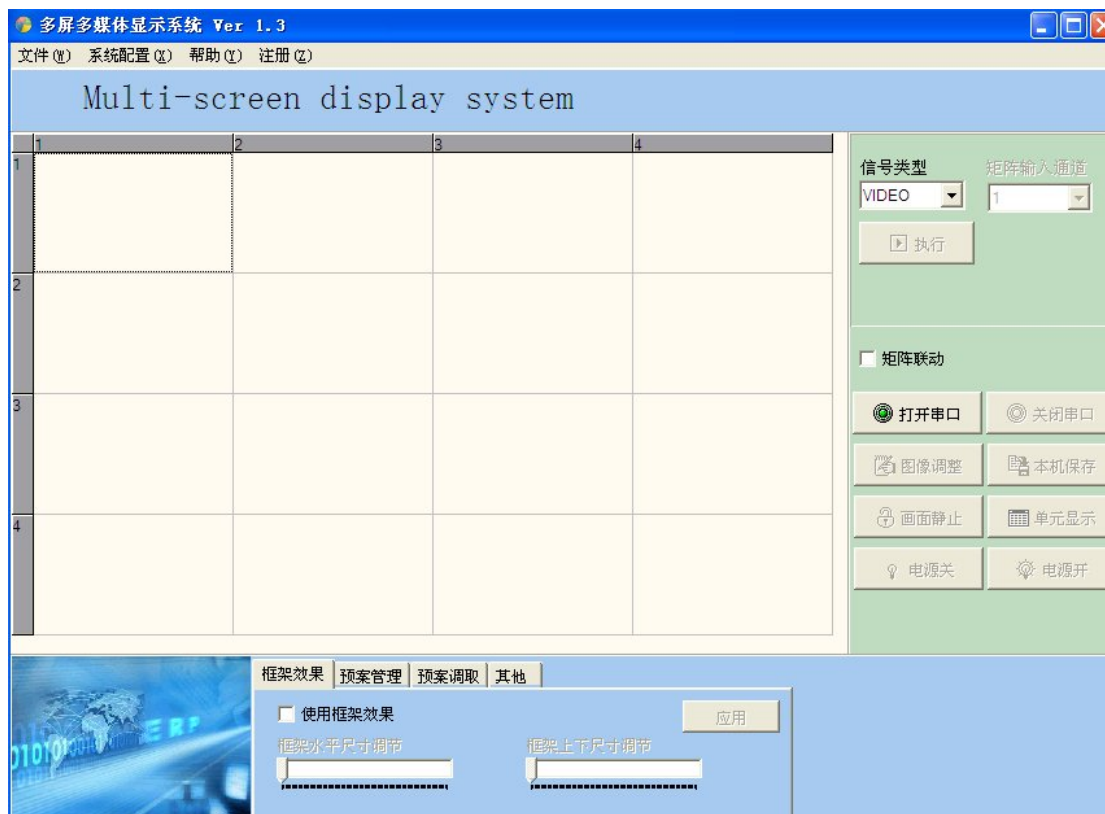 多屏多媒体显示系统 Ver 1.3
文件(W) 系统配置(X) 帮助(Y) 注册(Z)
Multi-screen display system
1 2 3 4
1
2
3
4
信号类型 矩阵输入通道
VIDEO 1
执行
矩阵联动
打开串口 关闭串口
图像调整 本机保存
画面静止 单元显示
电源关 电源开
框架效果 预案管理 预案调取 其他
使用框架效果 应用
框架水平尺寸调节 框架上下尺寸调节
ERP